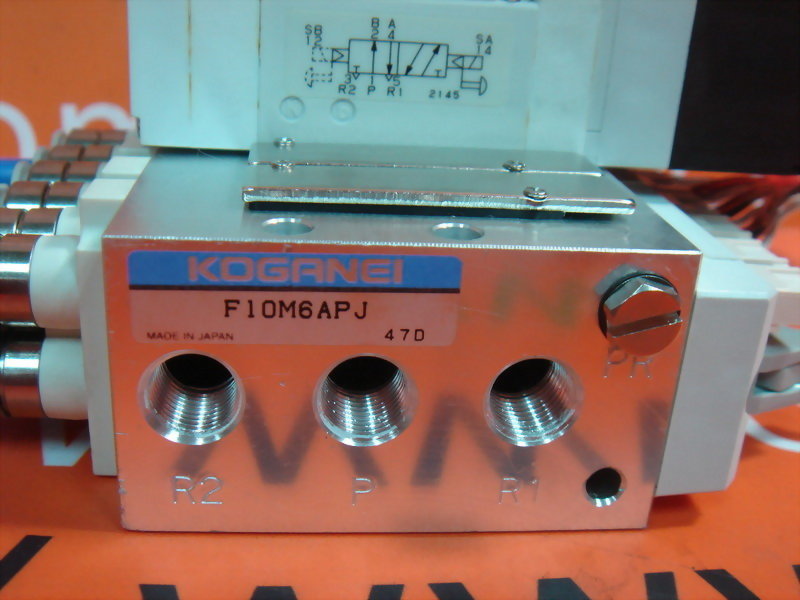 B A
SB 2 4 SA
12 14
3 1 5
R2 P R1 2145
KOGANEI
F10M6APJ
MADE IN JAPAN 47D
PR
R2 P R1